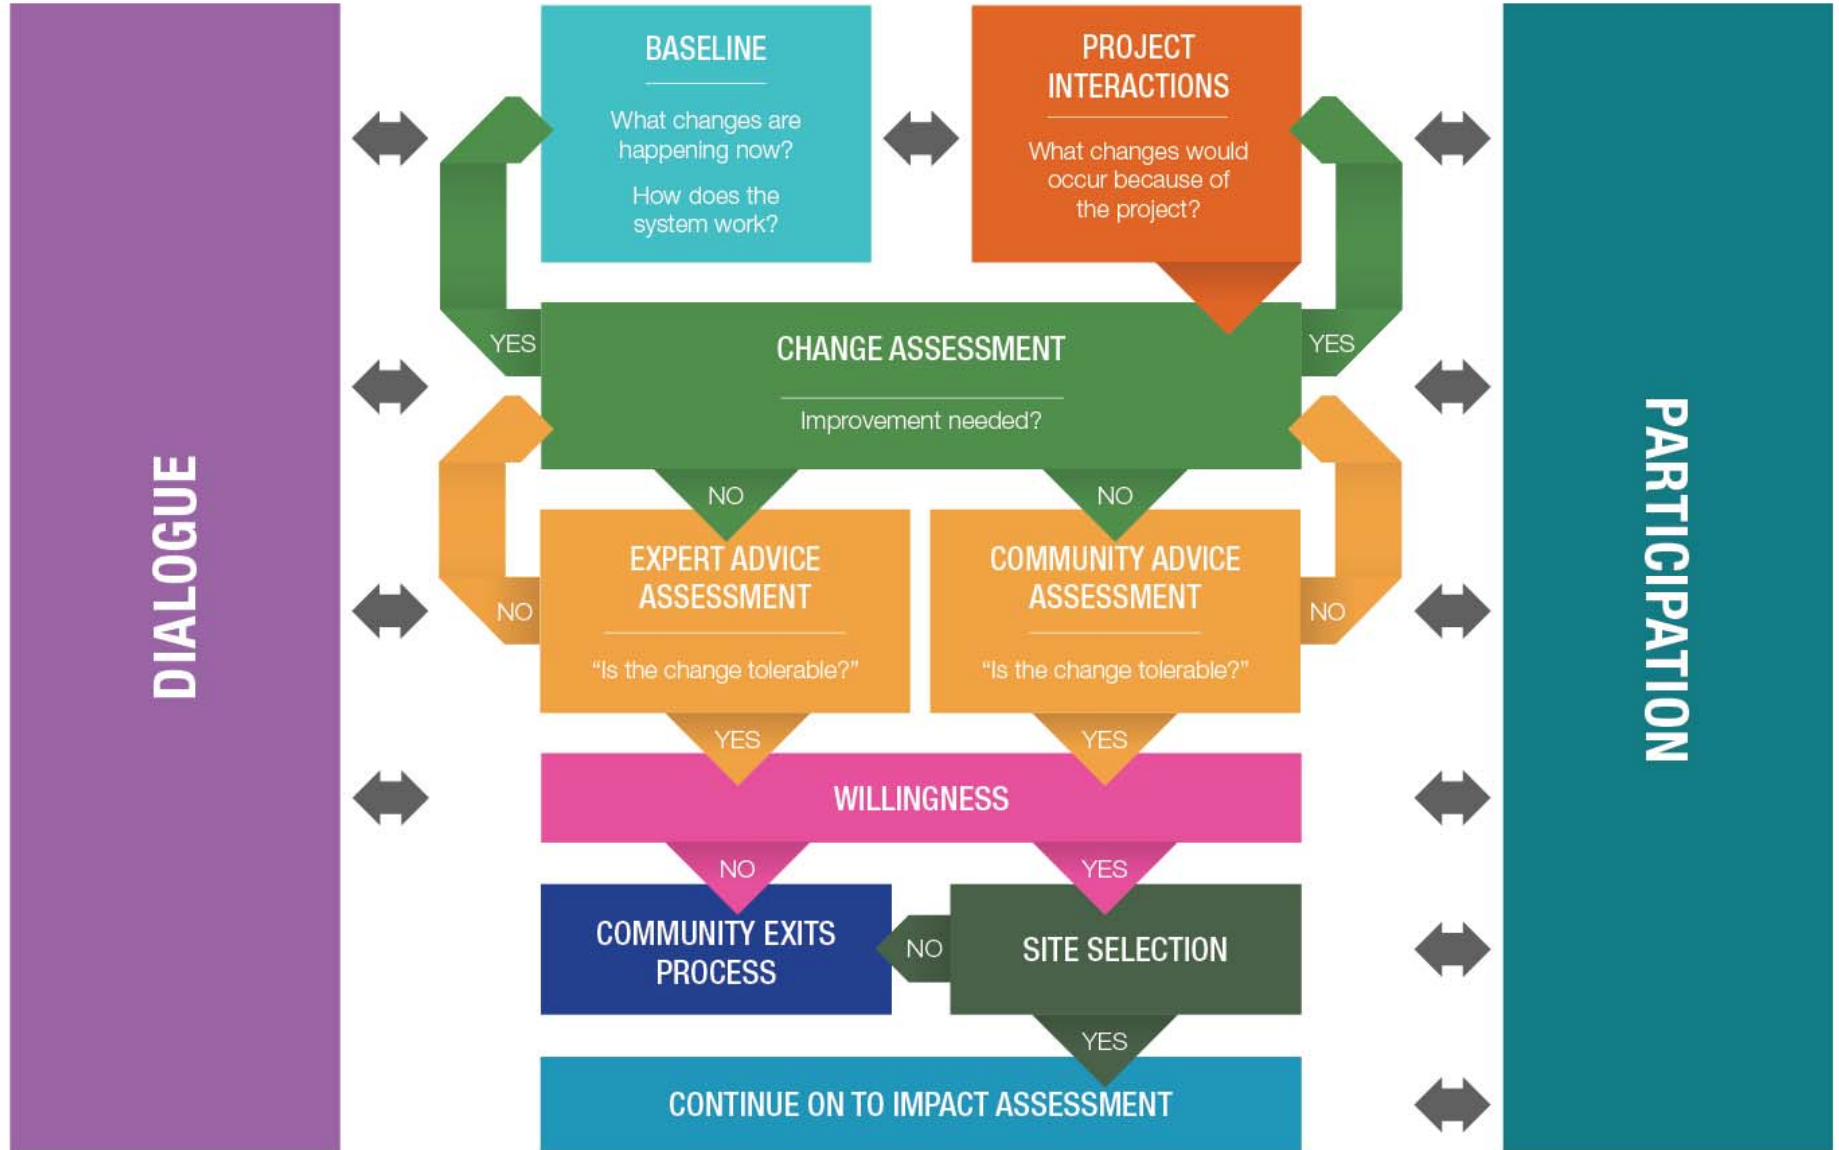 DIALOGUE
BASELINE
What changes are
happening now?
How does the
system work?
PROJECT
INTERACTIONS
What changes would
occur because of
the project?
YES
CHANGE ASSESSMENT
Improvement needed?
YES
NO
NO
NO
EXPERT ADVICE
ASSESSMENT
“Is the change tolerable?”
COMMUNITY ADVICE
ASSESSMENT
“Is the change tolerable?”
NO
YES
YES
WILLINGNESS
NO
YES
COMMUNITY EXITS
PROCESS
NO
SITE SELECTION
YES
CONTINUE ON TO IMPACT ASSESSMENT
PARTICIPATION